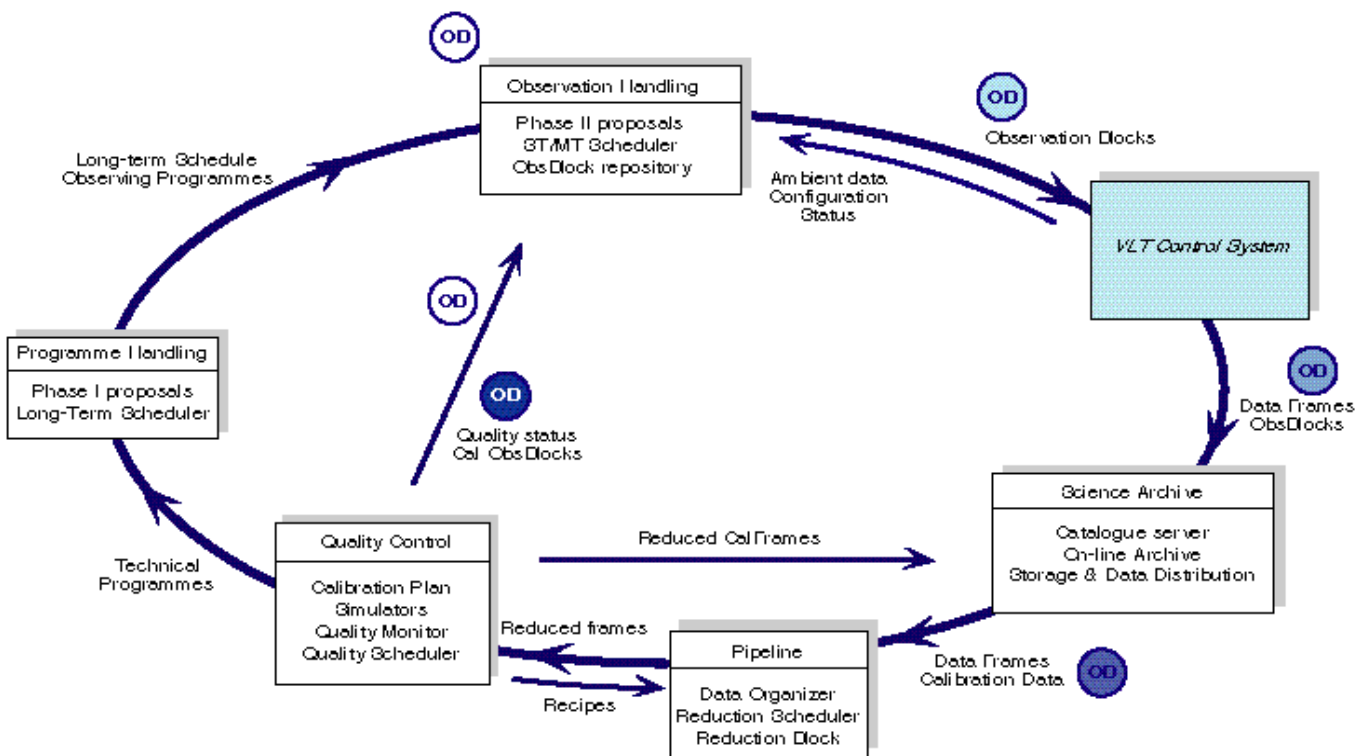 OD
Observation Handling
Phase II proposals
ST/MT Scheduler
ObsBlock repository
OD
Observation Blocks
Long-term Schedule
Observing Programmes
Ambient data
Configuration
Status
VLT Control System
OD
OD
Data Frames
ObsBlocks
Programme Handling
Phase I proposals
Long-Term Scheduler
OD
Quality status
Cal ObsBlocks
Science Archive
Catalogue server
On-line Archive
Storage & Data Distribution
Quality Control
Calibration Plan
Simulators
Quality Monitor
Quality Scheduler
Reduced CalFrames
Technical
Programmes
Reduced frames
Pipeline
Data Organizer
Reduction Scheduler
Reduction Block
Recipes
Data Frames
Calibration Data
OD